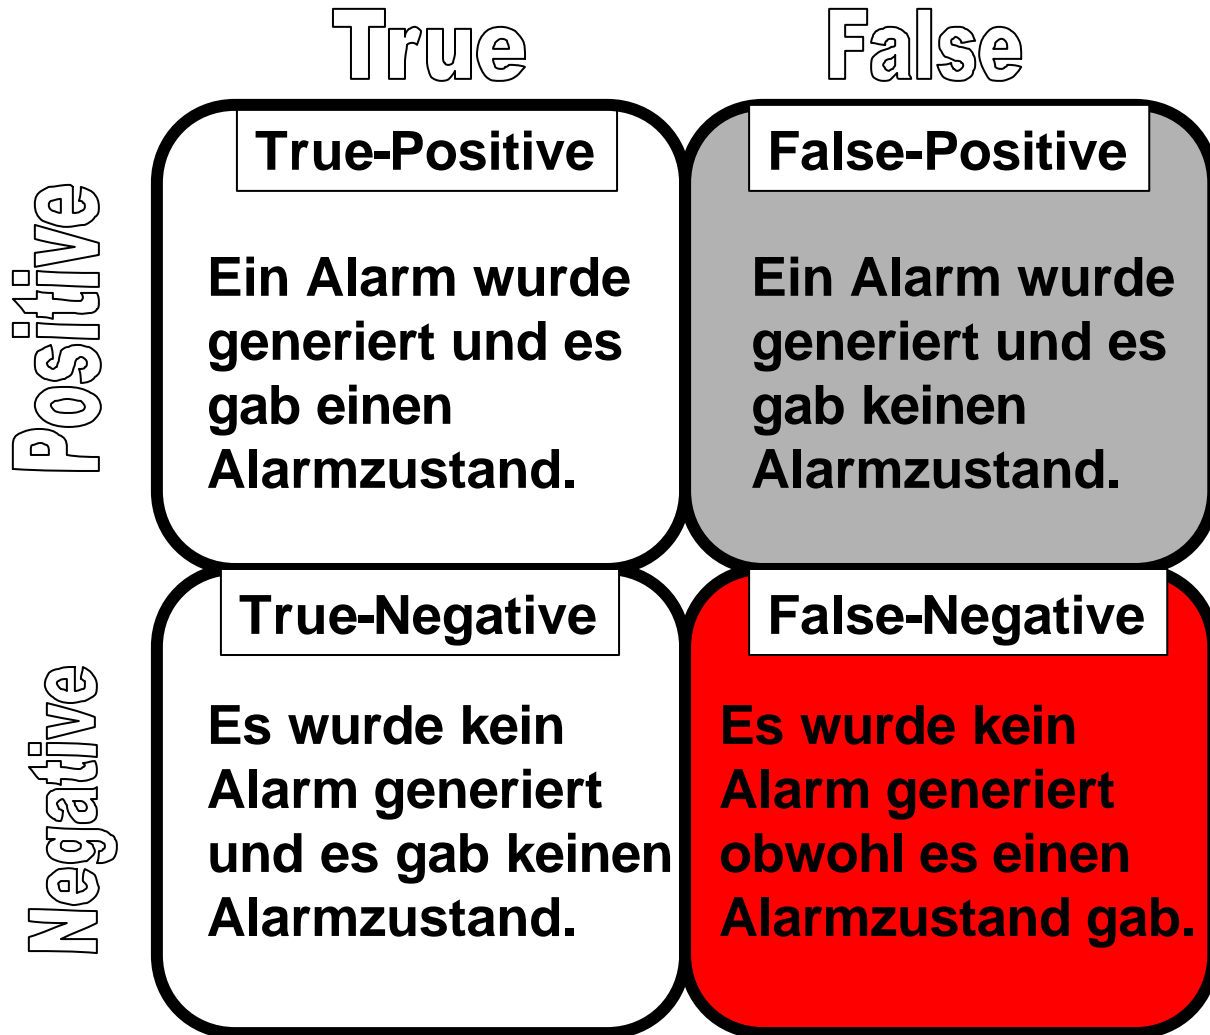 True
False
Positive
True-Positive
Ein Alarm wurde
generiert und es
gab einen
Alarmzustand.
False-Positive
Ein Alarm wurde
generiert und es
gab keinen
Alarmzustand.
Negative
True-Negative
Es wurde kein
Alarm generiert
und es gab keinen
Alarmzustand.
False-Negative
Es wurde kein
Alarm generiert
obwohl es einen
Alarmzustand gab.